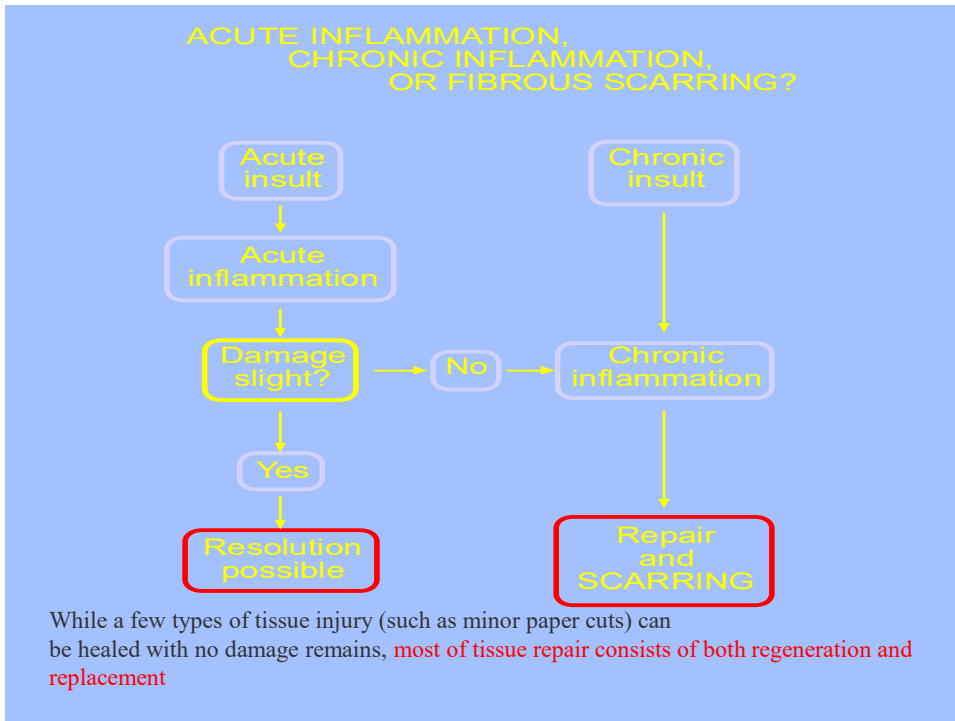 ACUTE INFLAMMATION,
CHRONIC INFLAMMATION,
OR FIBROUS SCARRING?
Acute
insult
Chronic
insult
Acute
inflammation
Damage
slight?
No
Chronic
inflammation
Yes
Resolution
possible
Repair
and
SCARRING
While a few types of tissue injury (such as minor paper cuts) can
be healed with no damage remains, most of tissue repair consists of both regeneration and
replacement